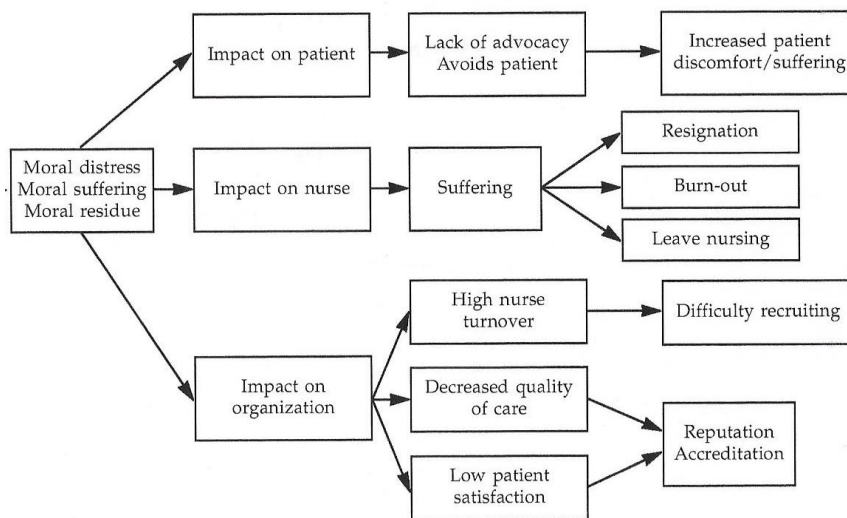 Impact on patient
Lack of advocacy
Avoids patient
Increased patient
discomfort/suffering
Moral distress
Moral suffering
Moral residue
Impact on nurse
Suffering
Resignation
Burn-out
Leave nursing
Impact on
organization
High nurse
turnover
Difficulty recruiting
Decreased quality
of care
Low patient
satisfaction
Reputation
Accreditation